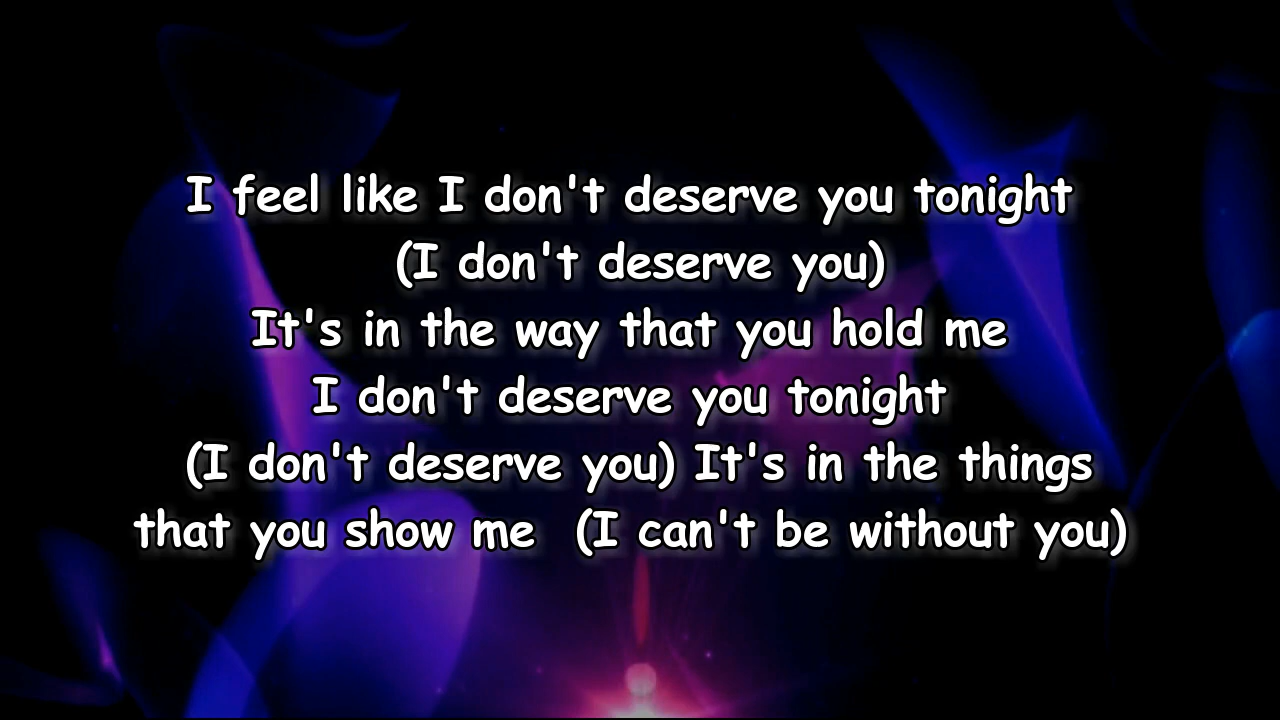 I feel like I don't deserve you tonight
(I don't deserve you)
It's in the way that you hold me
I don't deserve you tonight
(I don't deserve you) It's in the things
that you show me  (I can't be without you)